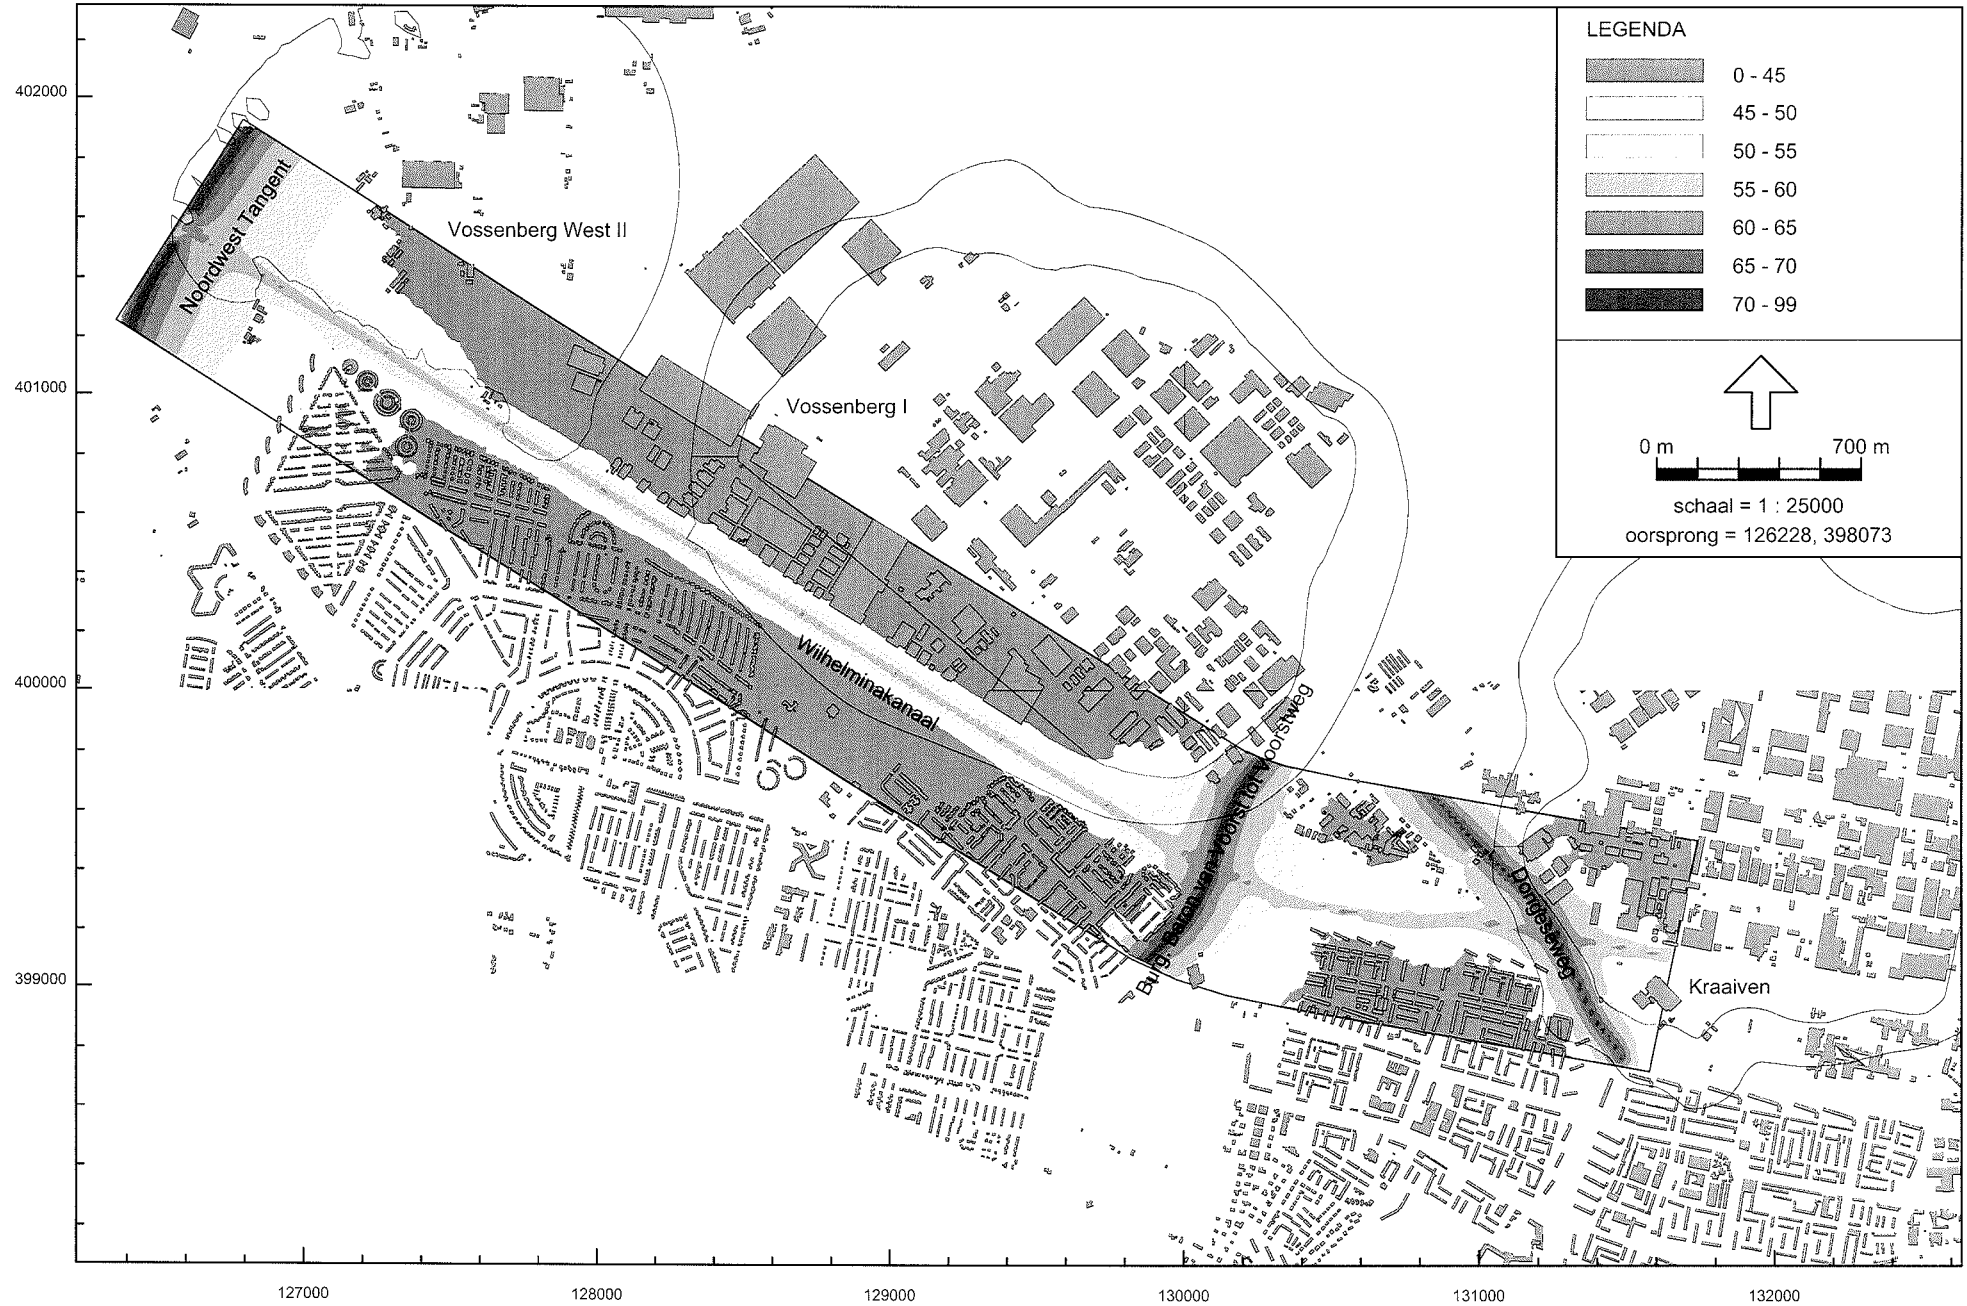 LEGENDA
0 - 45
45 - 50
50 - 55
55 - 60
60 - 65
65 - 70
70 - 99
0 m 700 m
schaal = 1 : 25000
oorsprong = 126228, 398073
402000
401000
400000
399000
Noordwest Tangent
Vossenberg West II
Vossenberg I
Wilhelminakanaal
Burg. Baron van Voorst tot Voorstweg
Dongeseweg
Kraaiven
127000 128000 129000 130000 131000 132000